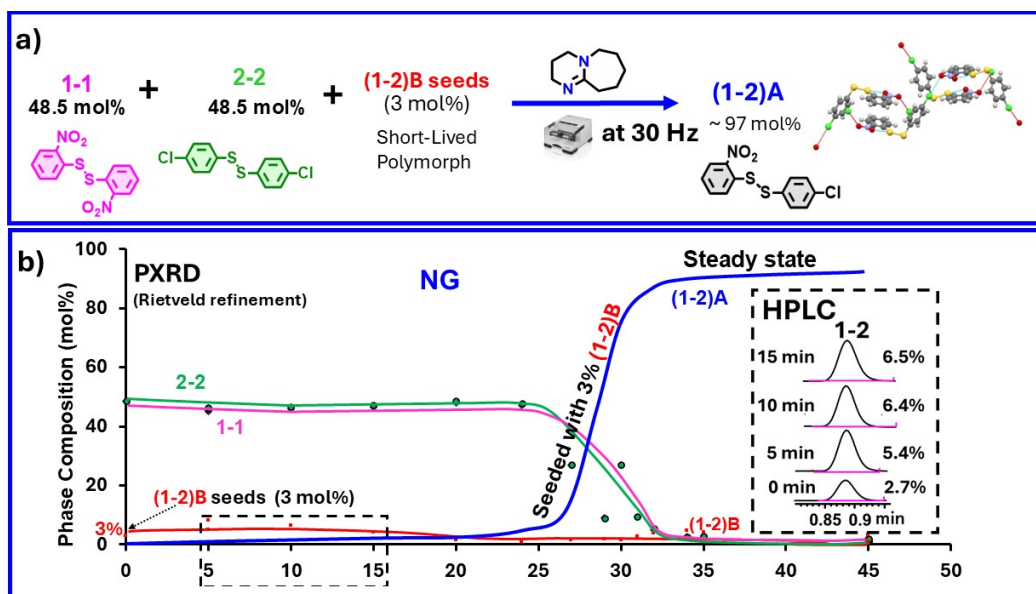 a)
1-1
48.5 mol%
+
2-2
48.5 mol%
+
(1-2)B seeds
(3 mol%)
Short-Lived
Polymorph
N
N
at 30 Hz
(1-2)A
~ 97 mol%
NO2
S
S
O2N
Cl
S
S
Cl
NO2
S
S
Cl
b)
Phase Composition (mol%)
100
80
60
40
20
0
3%
PXRD
(Rietveld refinement)
NG
Steady state
(1-2)A
2-2
1-1
(1-2)B seeds (3 mol%)
Seeded with 3% (1-2)B
(1-2)B
HPLC
1-2
15 min 6.5%
10 min 6.4%
5 min 5.4%
0 min 2.7%
0.85 0.9 min
0 5 10 15 20 25 30 35 40 45 50